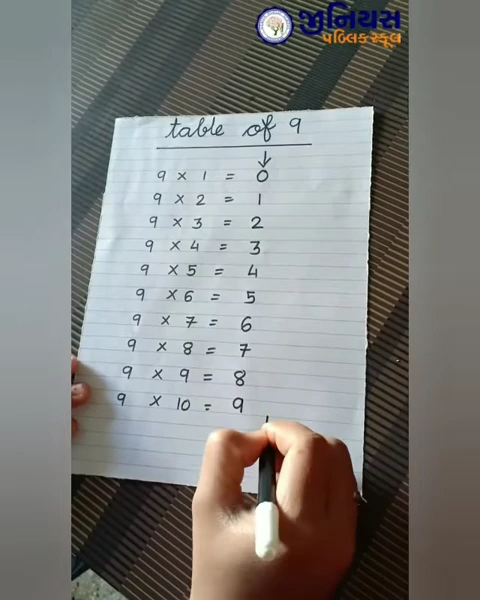 જીનિયસ
પબ્લિક સ્કૂલ
table of 9
↓
9 × 1 = 0
9 × 2 = 1
9 × 3 = 2
9 × 4 = 3
9 × 5 = 4
9 × 6 = 5
9 × 7 = 6
9 × 8 = 7
9 × 9 = 8
9 × 10 = 9